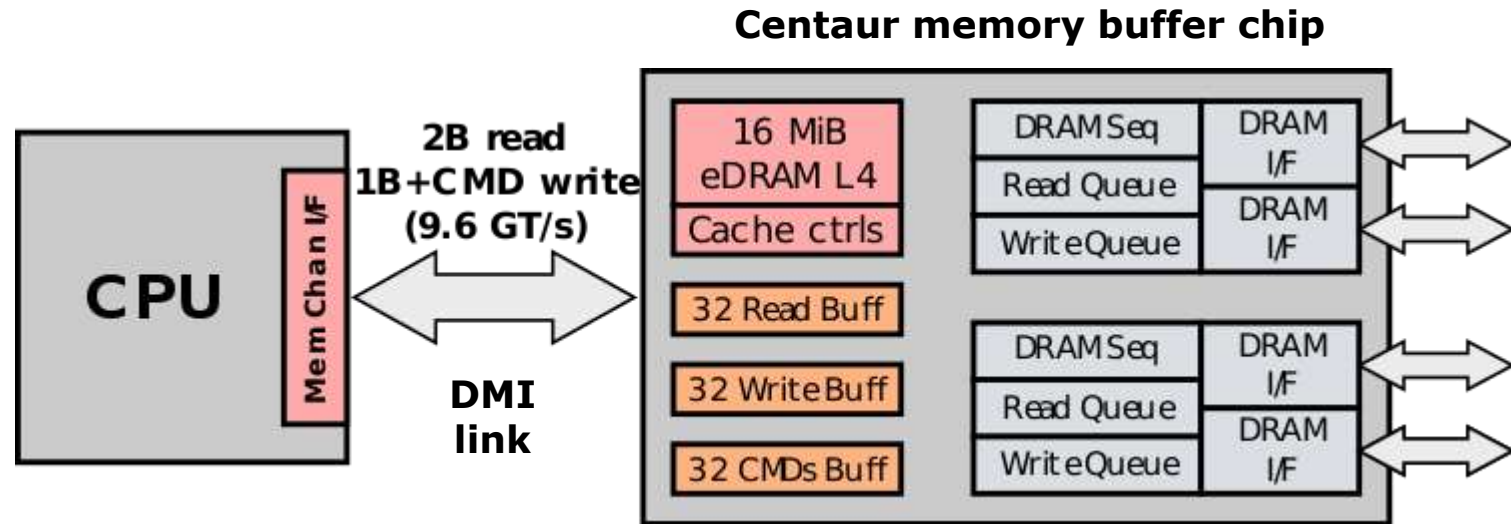 Centaur memory buffer chip
CPU
Mem Chan I/F
2B read
1B+CMD write
(9.6 GT/s)
DMI
link
16 MiB
eDRAM L4
Cache ctrls
32 Read Buff
32 Write Buff
32 CMDs Buff
DRAM Seq
Read Queue
Write Queue
DRAM
I/F
DRAM
I/F
DRAM Seq
Read Queue
Write Queue
DRAM
I/F
DRAM
I/F